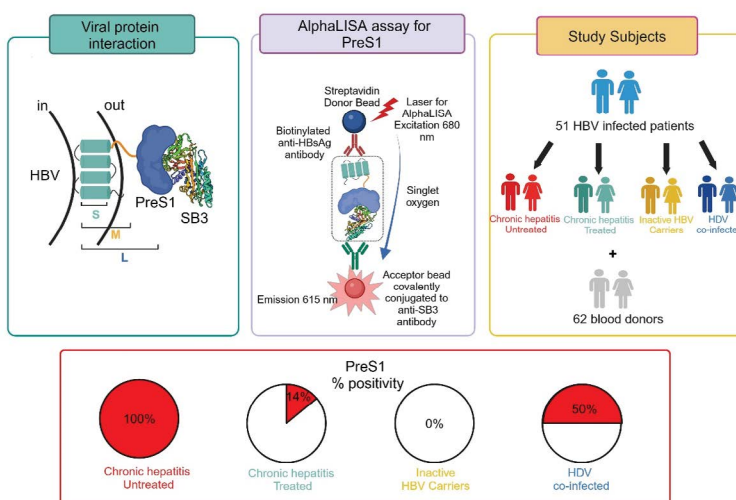 Viral protein
interaction
in
out
HBV
PreS1
SB3
S
M
L
AlphaLISA assay for
PreS1
Streptavidin
Donor Bead
Laser for
AlphaLISA
Excitation 680
nm
Biotinylated
anti-HBsAg
antibody
Singlet
oxygen
Emission 615 nm
Acceptor bead
covalently
conjugated to
anti-SB3
antibody
Study Subjects
51 HBV infected patients
Chronic hepatitis
Untreated
Chronic hepatitis
Treated
Inactive HBV
Carriers
HDV
co-infected
+
62 blood donors
PreS1
% positivity
100%
14%
0%
50%
Chronic hepatitis
Untreated
Chronic hepatitis
Treated
Inactive
HBV Carriers
HDV
co-infected